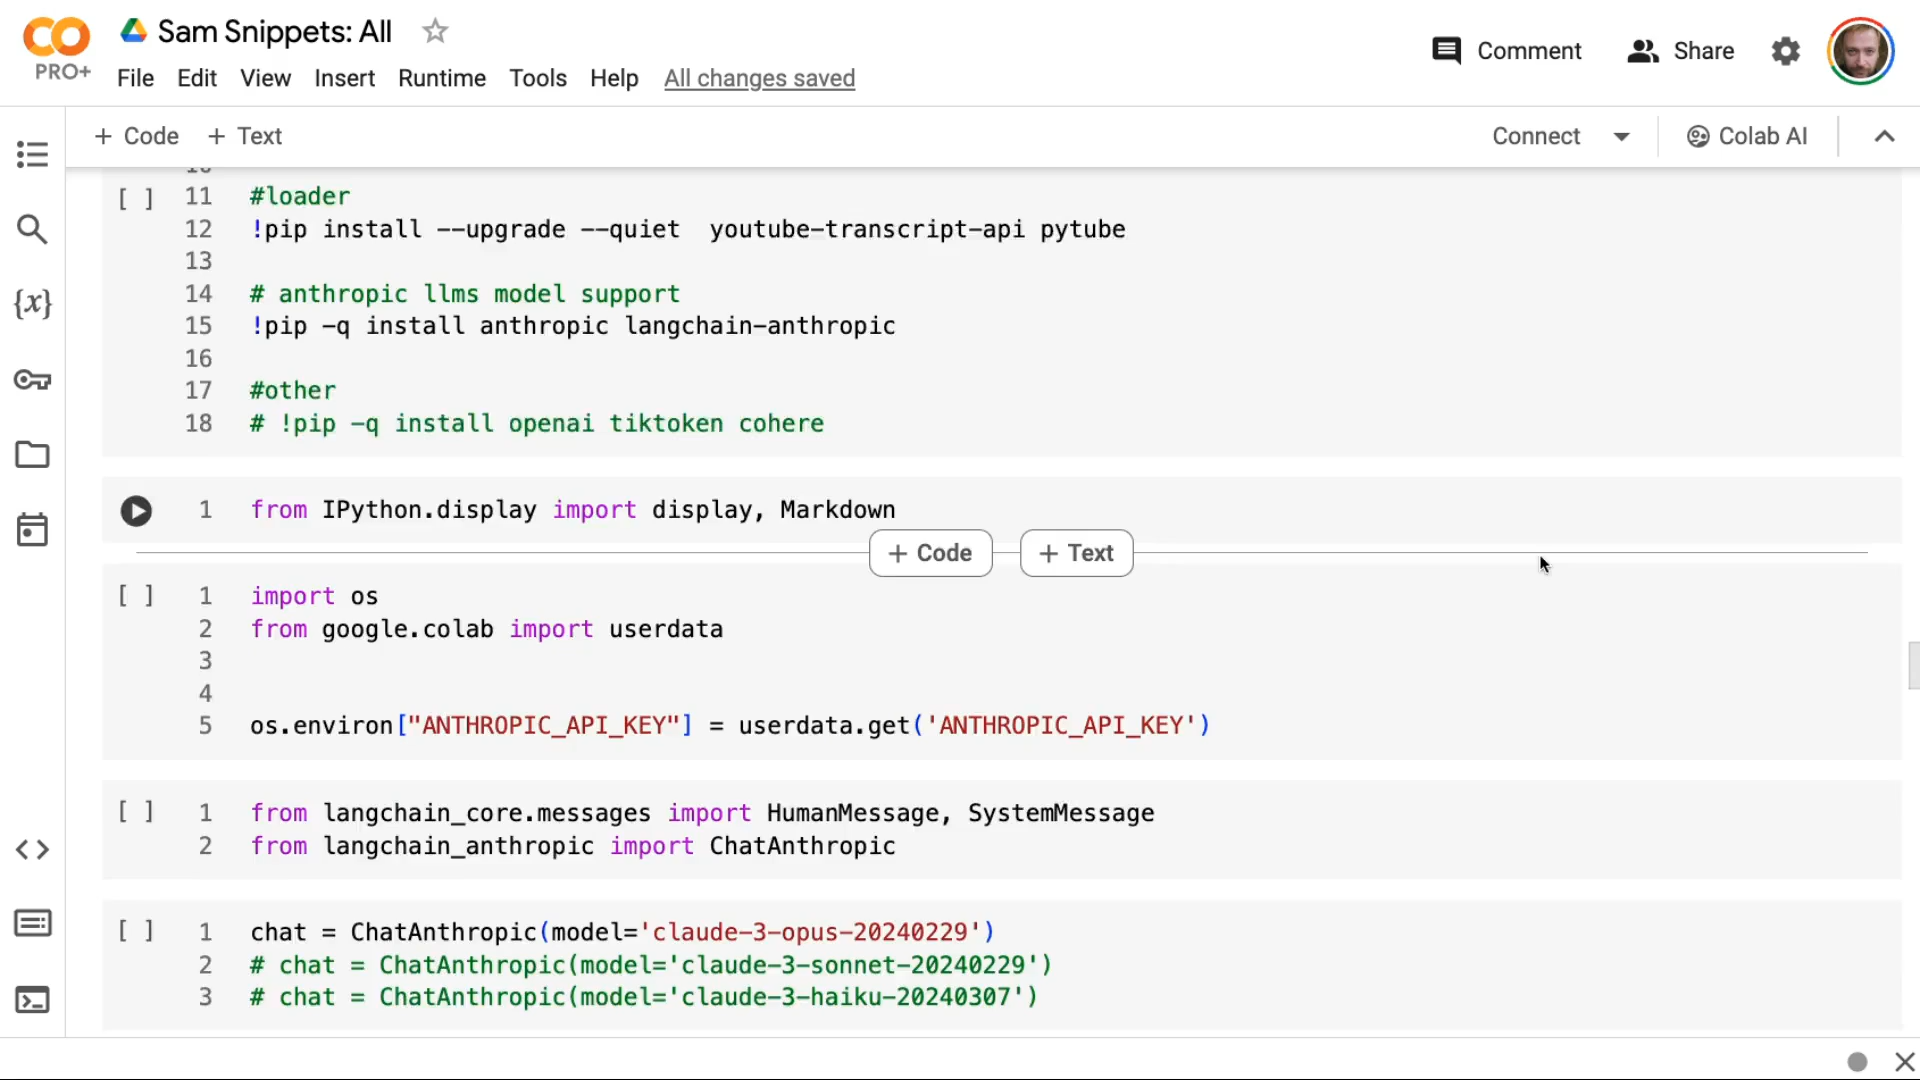 Sam Snippets: All
PRO+
File Edit View Insert Runtime Tools Help All changes saved
Comment Share
+ Code + Text
Connect Colab AI
[ ] 11 #loader
12 !pip install --upgrade --quiet  youtube-transcript-api pytube
13
14 # anthropic llms model support
15 !pip -q install anthropic langchain-anthropic
16
17 #other
18 # !pip -q install openai tiktoken cohere
1 from IPython.display import display, Markdown
+ Code + Text
[ ] 1 import os
2 from google.colab import userdata
3
4
5 os.environ["ANTHROPIC_API_KEY"] = userdata.get('ANTHROPIC_API_KEY')
[ ] 1 from langchain_core.messages import HumanMessage, SystemMessage
2 from langchain_anthropic import ChatAnthropic
[ ] 1 chat = ChatAnthropic(model='claude-3-opus-20240229')
2 # chat = ChatAnthropic(model='claude-3-sonnet-20240229')
3 # chat = ChatAnthropic(model='claude-3-haiku-20240307')